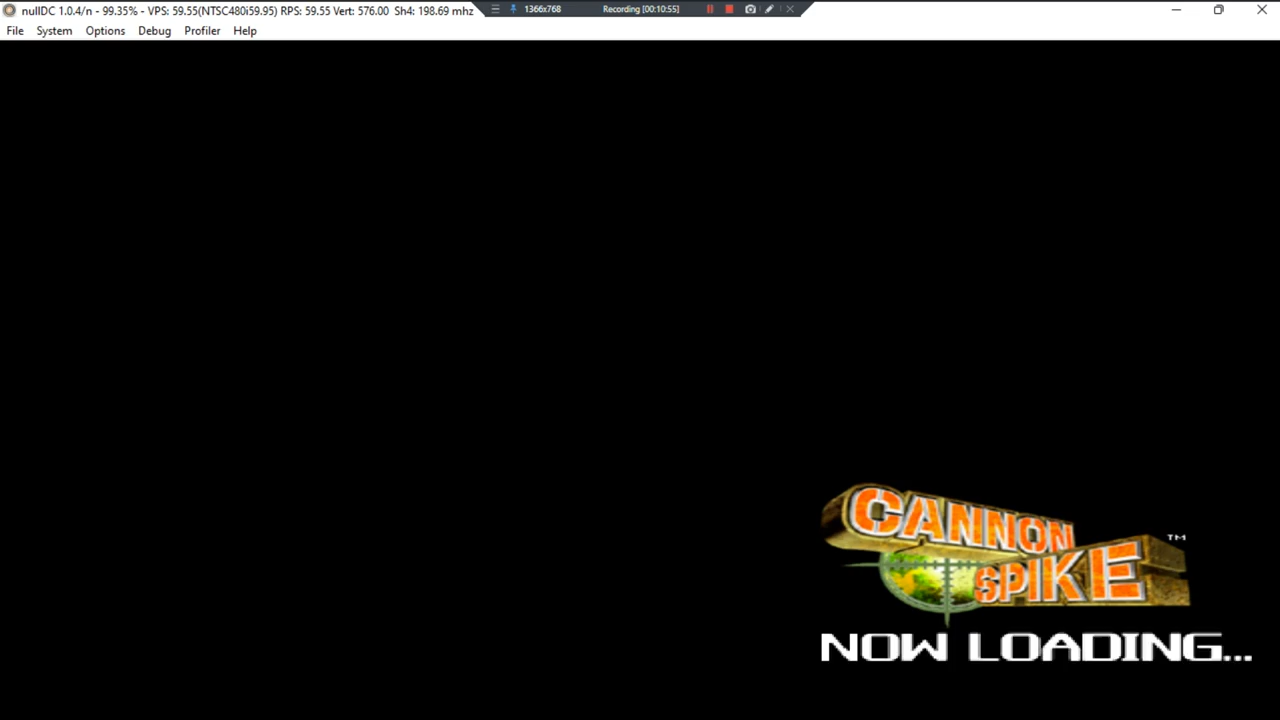 nullDC 1.0.4/n - 99.35% - VPS: 59.55(NTSC480i59.95) RPS: 59.55 Vert: 576.00 Sh4: 198.69 mhz
1366x768
Recording [00:10:55]
File System Options Debug Profiler Help
CANNON
SPIKE
TM
NOW LOADING...